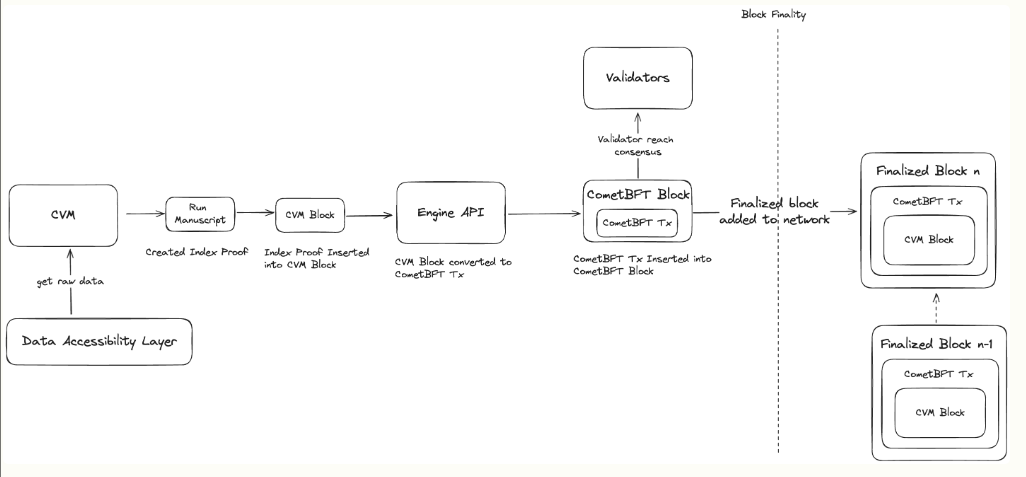 Block Finality
Validators
Validator reach
consensus
CVM
Run
Manuscript
CVM Block
Engine API
CometBPT Block
CometBPT Tx
Finalized block
added to network
Finalized Block n
CometBPT Tx
CVM Block
Created Index Proof
Index Proof Inserted
into CVM Block
CVM Block converted to
CometBPT Tx
CometBPT Tx Inserted into
CometBPT Block
get raw data
Data Accessibility Layer
Finalized Block n-1
CometBPT Tx
CVM Block